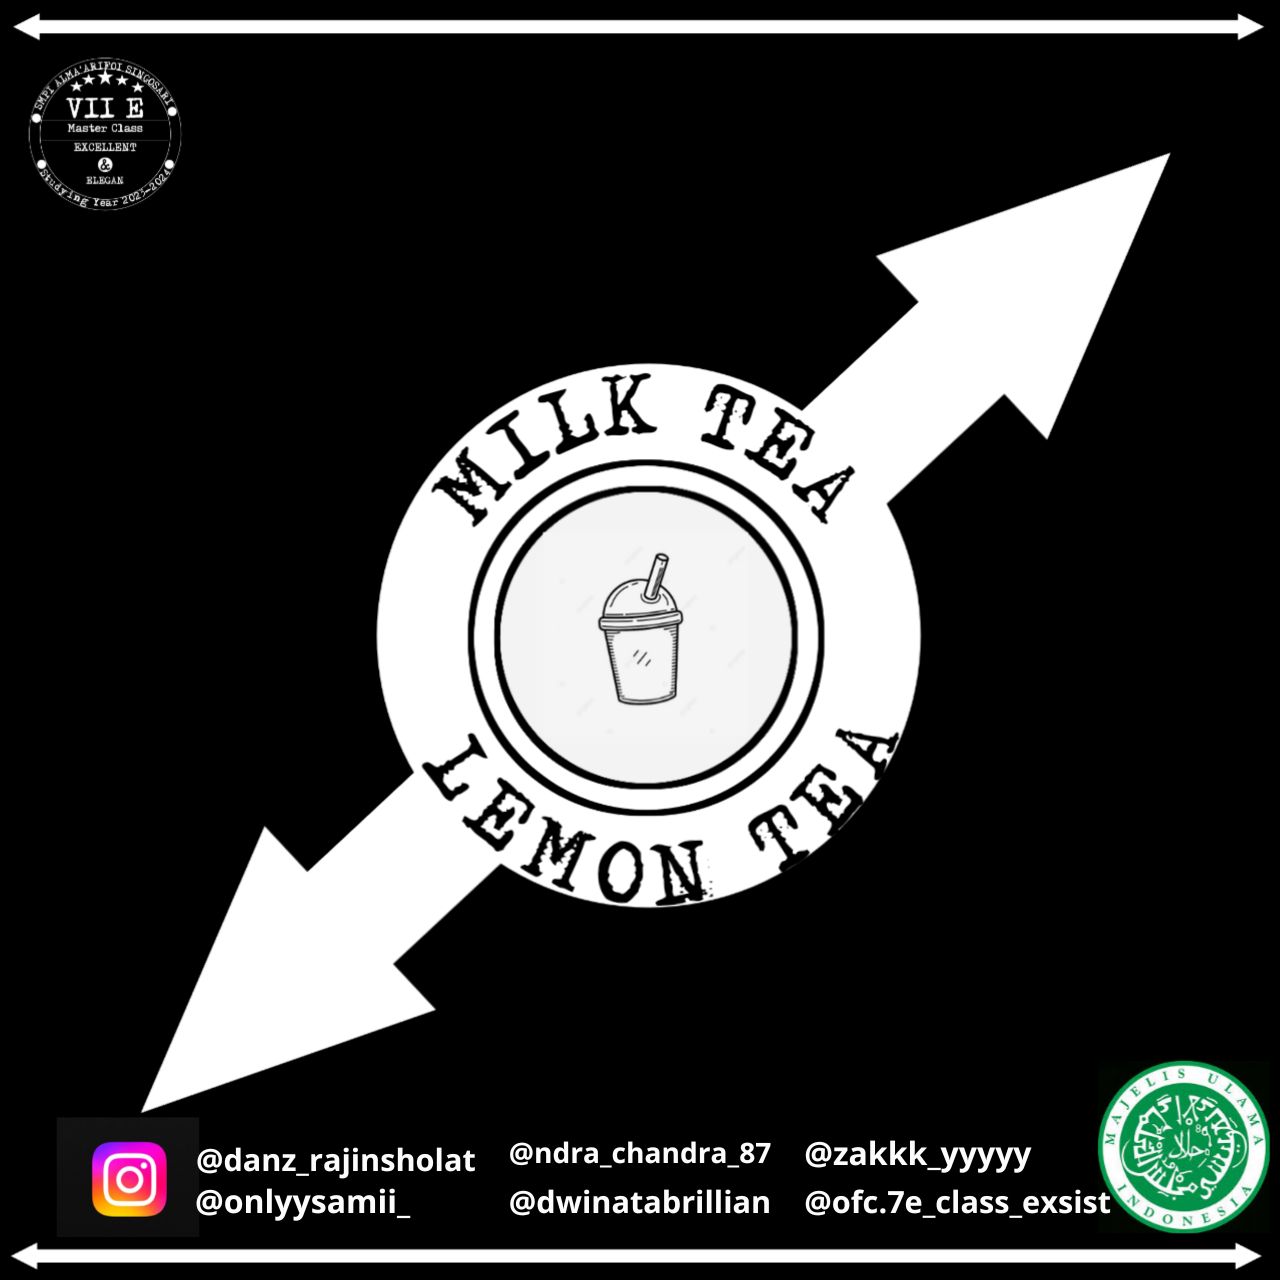 SMPI ALMA'ARIFOI SINGOSARI
VII E
Master Class
EXCELLENT
&
ELEGAN
Studying Year 2023-2024
MILK TEA
LEMON TEA
@danz_rajinsholat
@onlyysamii_
@ndra_chandra_87
@dwinatabrillian
@zakkk_yyyyy
@ofc.7e_class_exsist
MAJELIS ULAMA
حلال
INDONESIA